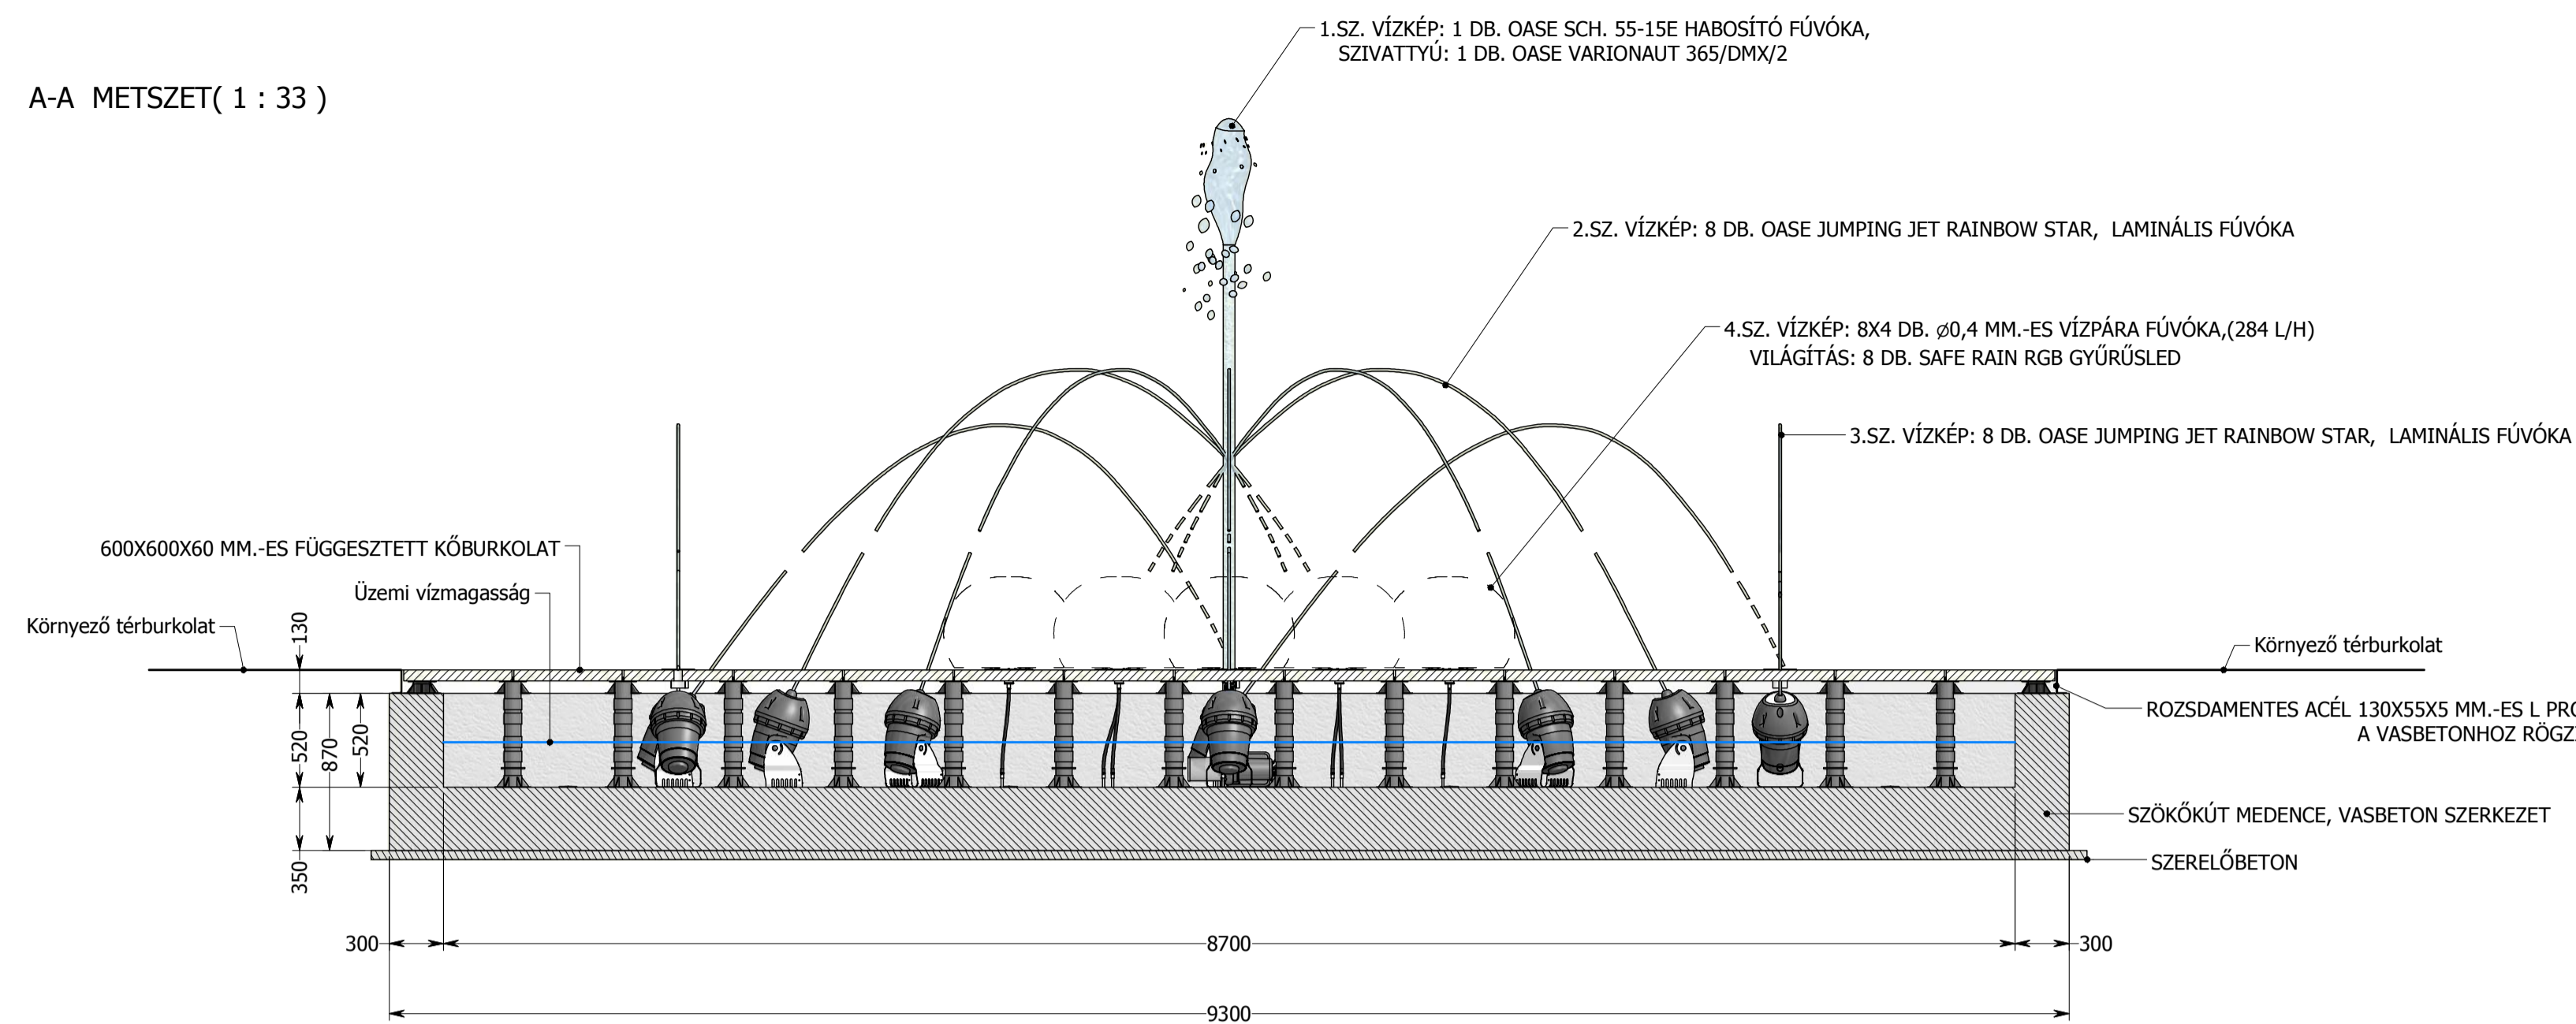 1.SZ. VÍZKÉP: 1 DB. OASE SCH. 55-15E HABOSÍTÓ FÚVÓKA,
SZIVATTYÚ: 1 DB. OASE VARIONAUT 365/DMX/2
A-A METSZET( 1 : 33 )
2.SZ. VÍZKÉP: 8 DB. OASE JUMPING JET RAINBOW STAR, LAMINÁLIS FÚVÓKA
4.SZ. VÍZKÉP: 8X4 DB. ⌀0,4 MM.-ES VÍZPÁRA FÚVÓKA,(284 L/H)
VILÁGÍTÁS: 8 DB. SAFE RAIN RGB GYŰRŰSLED
3.SZ. VÍZKÉP: 8 DB. OASE JUMPING JET RAINBOW STAR, LAMINÁLIS FÚVÓKA
600X600X60 MM.-ES FÜGGESZTETT KŐBURKOLAT
Üzemi vízmagasság
Környező térburkolat
130
Környező térburkolat
520
870
520
350
ROZSDAMENTES ACÉL 130X55X5 MM.-ES L
A VASBETONHOZ
SZÖKŐKÚT MEDENCE, VASBETON SZERKEZET
SZERELŐBETON
300
8700
300
9300